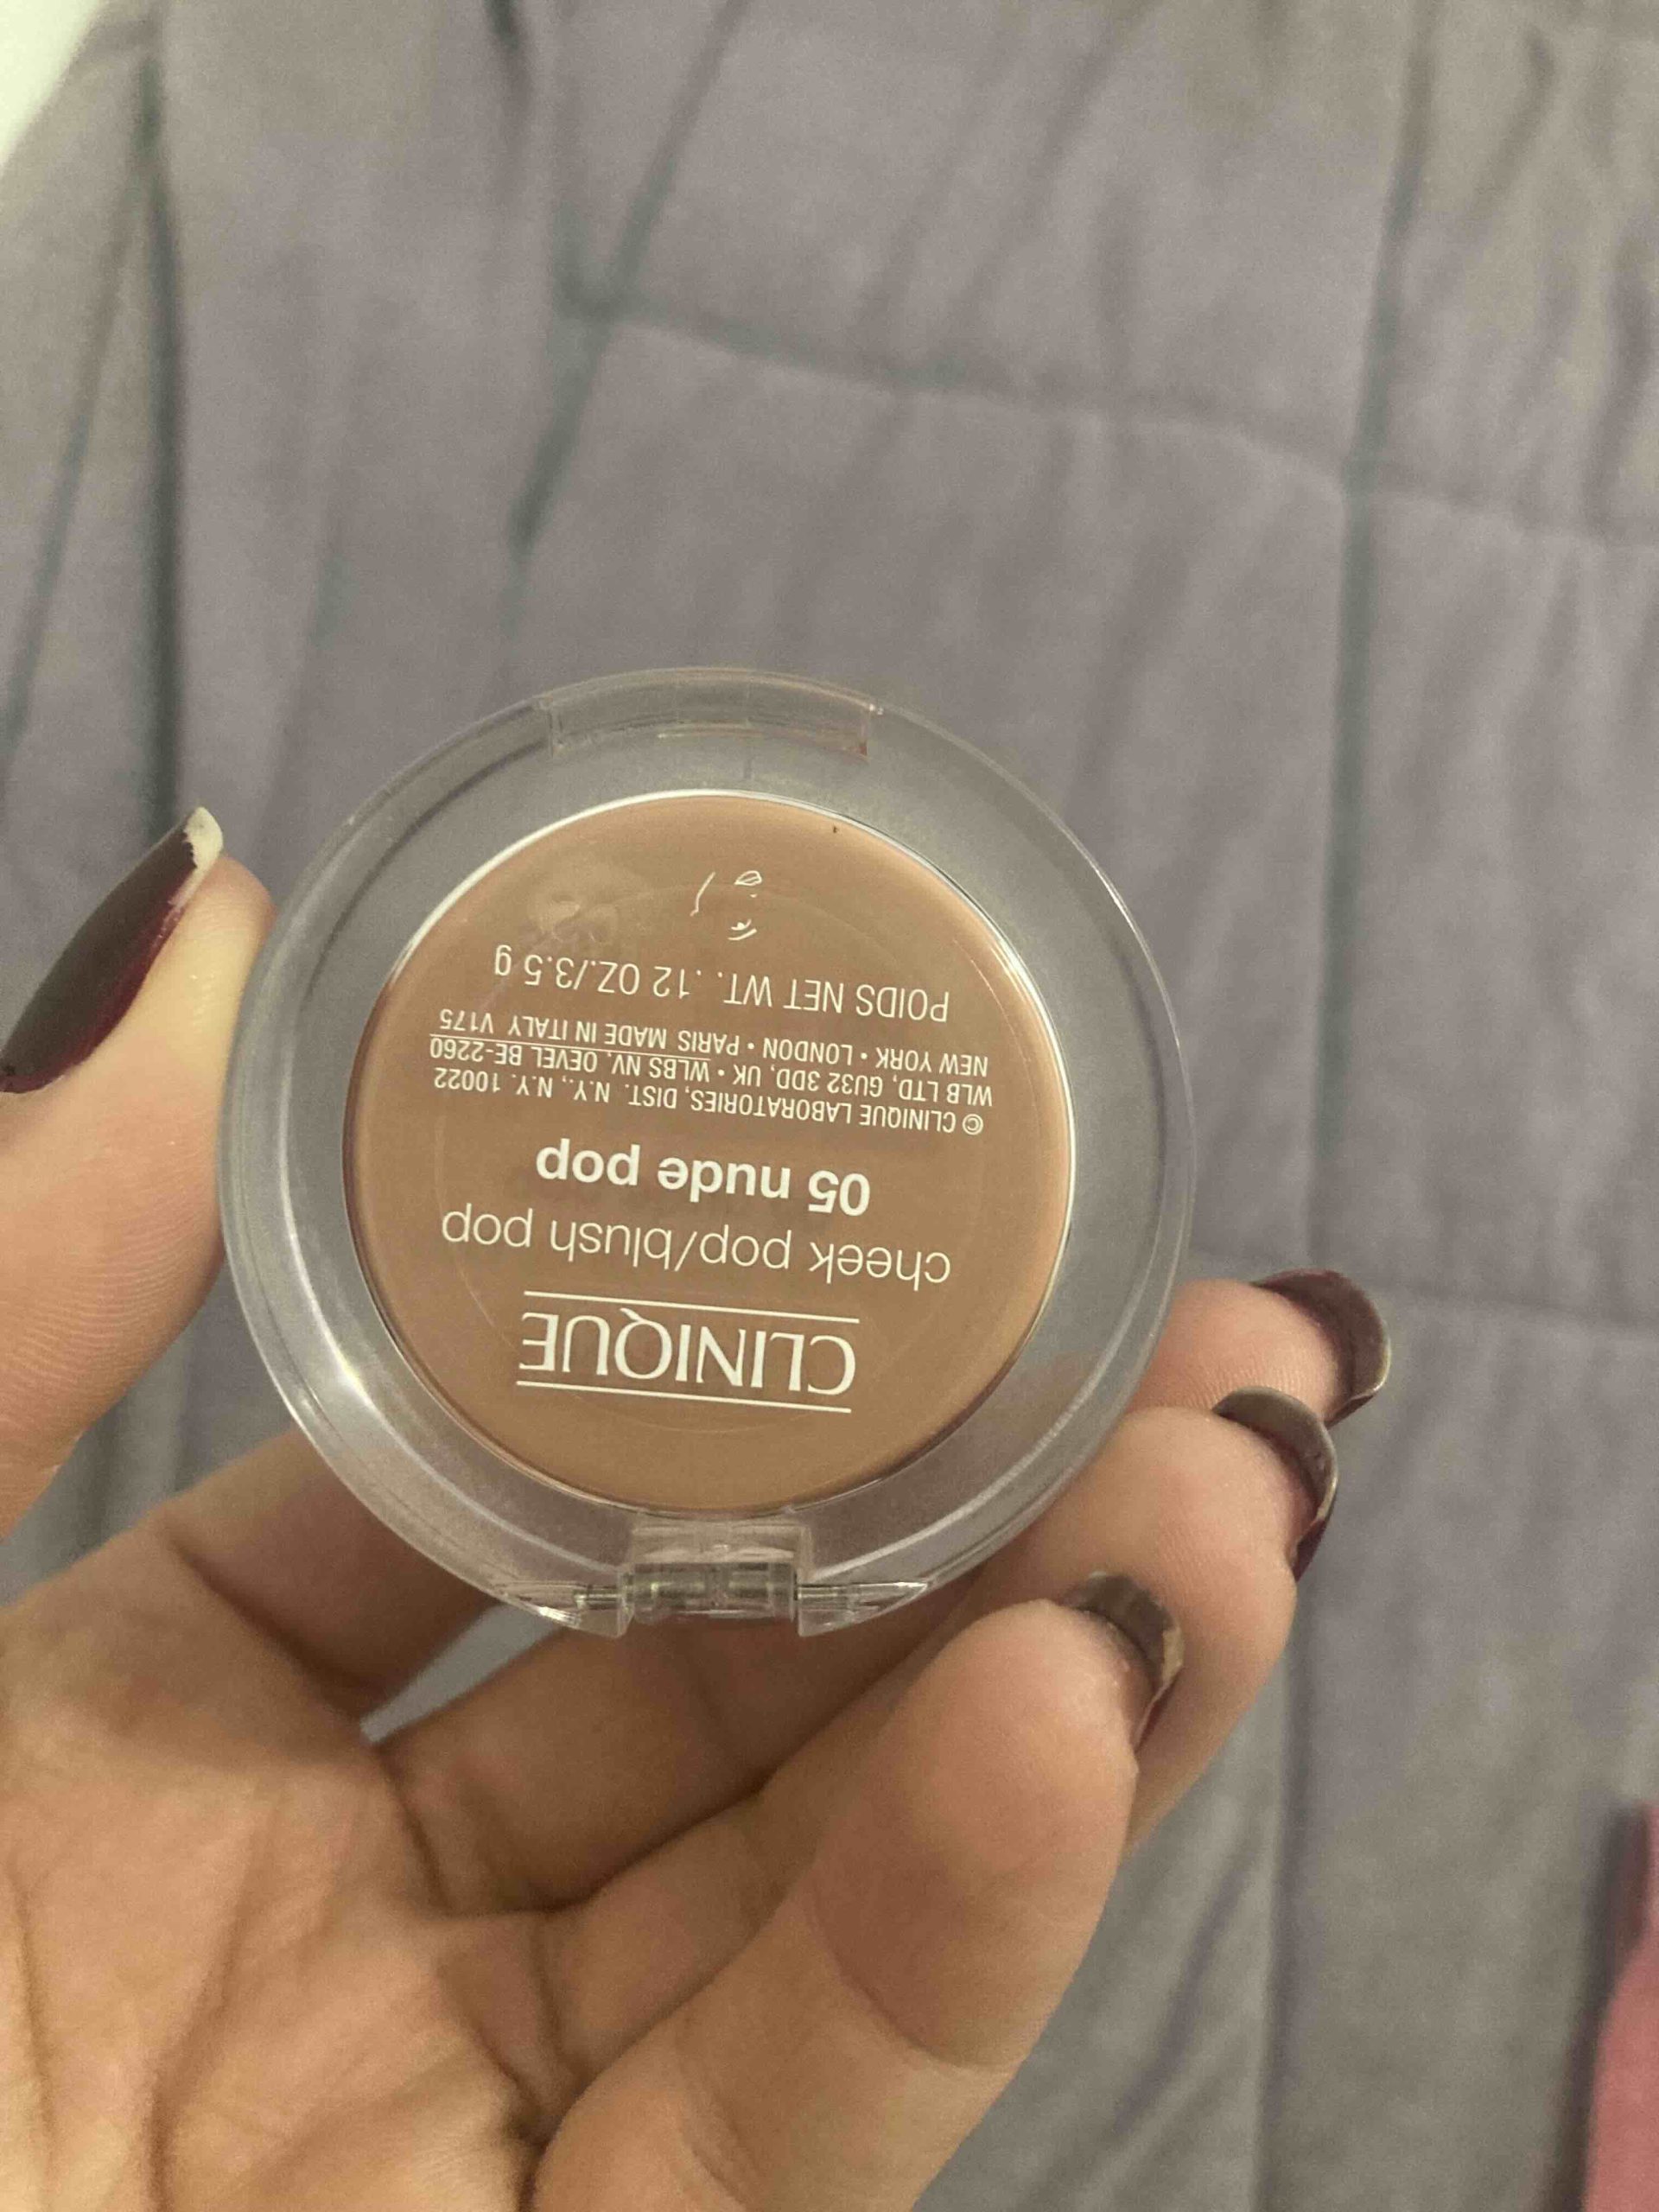 CLINIQUE
cheek pop/blush pop
05 nude pop
© CLINIQUE LABORATORIES, DIST. N.Y., N.Y. 10022
WLB LTD, GU32 3DD, UK • WLBS NV, OEVEL BE-2260
NEW YORK • LONDON • PARIS MADE IN ITALY V175
POIDS NET WT. .12 OZ./3.5 g